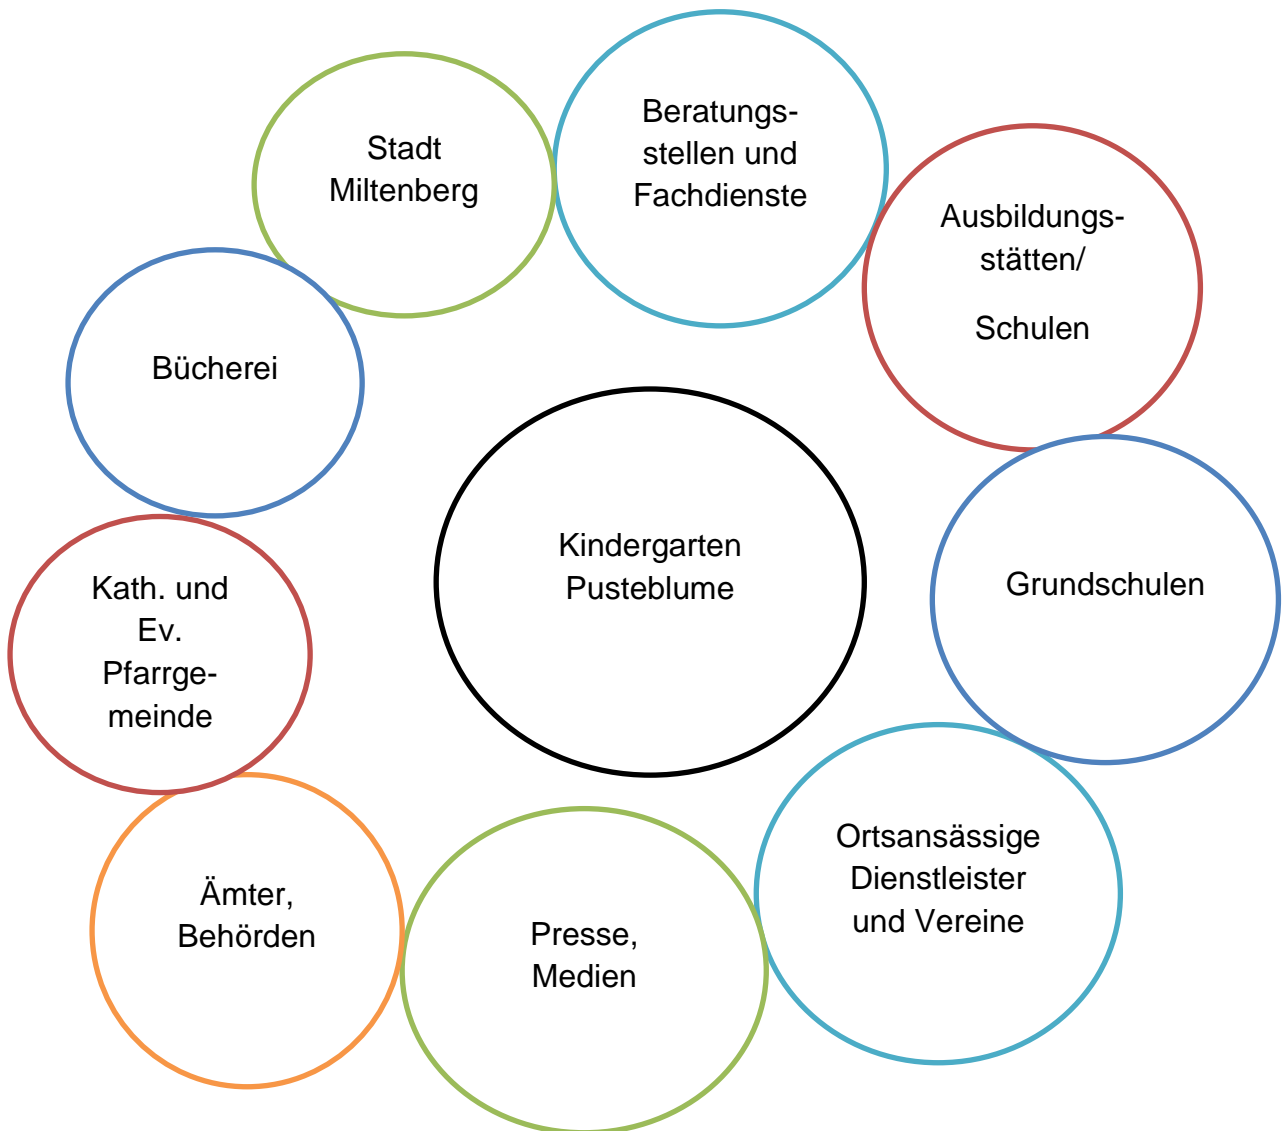 Stadt
Miltenberg
Beratungs-
stellen und
Fachdienste
Ausbildungs-
stätten/
Schulen
Bücherei
Kindergarten
Pusteblume
Grundschulen
Kath. und
Ev.
Pfarrge-
meinde
Ortsansässige
Dienstleister
und Vereine
Ämter,
Behörden
Presse,
Medien